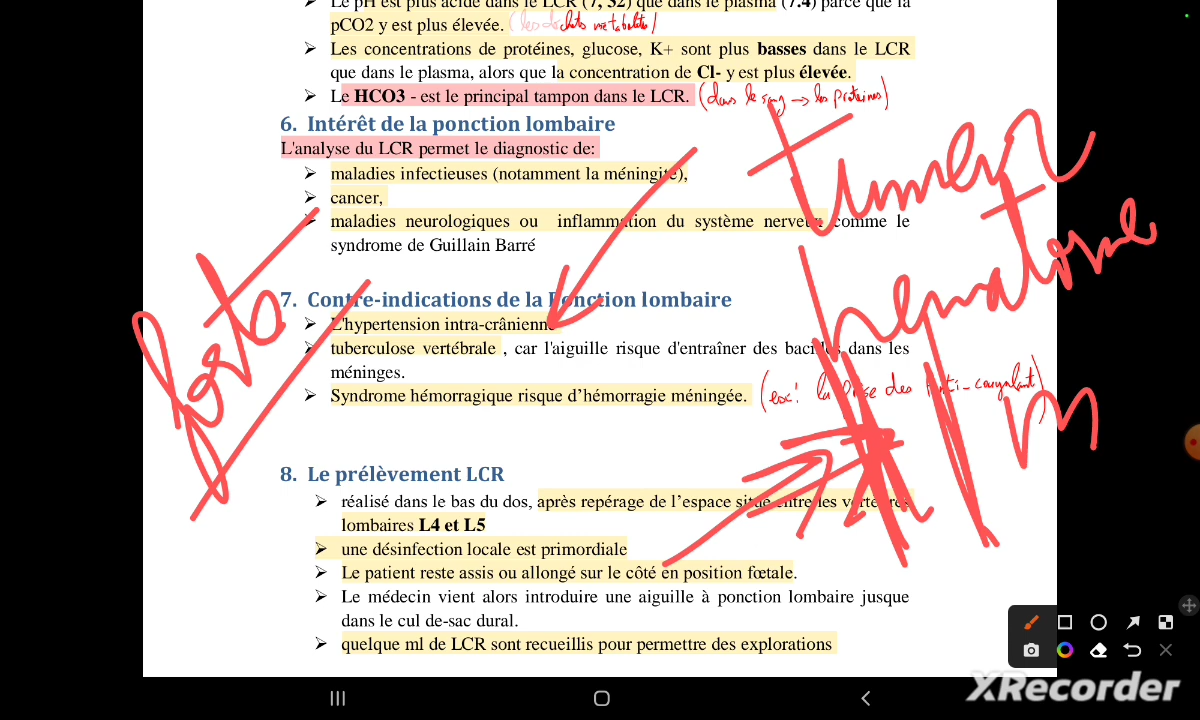 Le pH est plus acide dans le LCR (7, 32) que dans le plasma (7.4) parce que la
pCO2 y est plus élevée. (les déchets métabolites)
➢ Les concentrations de protéines, glucose, K+ sont plus basses dans le LCR
que dans le plasma, alors que la concentration de Cl- y est plus élevée.
➢ Le HCO3 - est le principal tampon dans le LCR. (dans le sang → les protéines)
6. Intérêt de la ponction lombaire
L'analyse du LCR permet le diagnostic de:
➢ maladies infectieuses (notamment la méningite),
➢ cancer,
➢ maladies neurologiques ou inflammation du système nerveux comme le
syndrome de Guillain Barré
tumeur
hematome
7. Contre-indications de la Ponction lombaire
➢ L'hypertension intra-crânienne
➢ tuberculose vertébrale , car l'aiguille risque d'entraîner des bacilles dans les
méninges.
➢ Syndrome hémorragique risque d'hémorragie méningée. (ex: la prise des anti-coagulant)
8. Le prélèvement LCR
➢ réalisé dans le bas du dos, après repérage de l'espace situé entre les vertèbres
lombaires L4 et L5
➢ une désinfection locale est primordiale
➢ Le patient reste assis ou allongé sur le côté en position fœtale.
➢ Le médecin vient alors introduire une aiguille à ponction lombaire jusque
dans le cul de-sac dural.
➢ quelque ml de LCR sont recueillis pour permettre des explorations
XRecorder